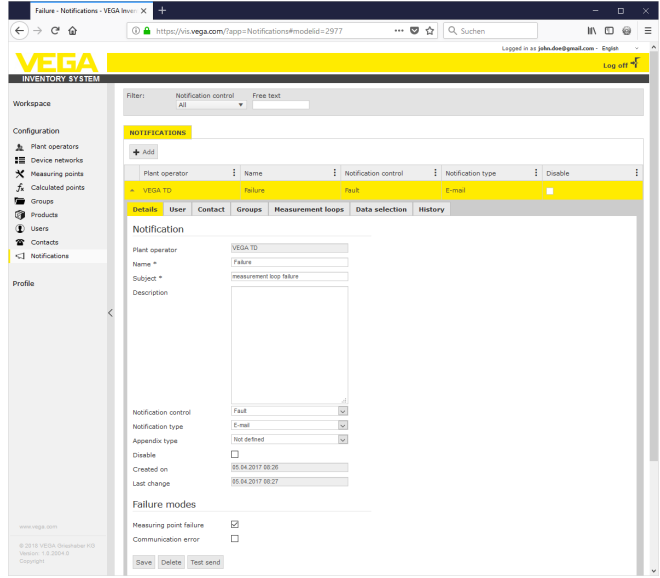 Failure - Notifications - VEGA Inven
https://vis.vega.com/?app=Notifications#modelid=2977
Suchen
Logged in as john.doe@gmail.com - English
Log off
VEGA
INVENTORY SYSTEM
Workspace
Configuration
Plant operators
Device networks
Measuring points
Calculated points
Groups
Products
Users
Contacts
Notifications
Profile
www.vega.com
© 2018 VEGA Grieshaber KG
Version: 1.6.2604.0
Copyright
Filter: Notification control Free text
All
NOTIFICATIONS
Add
Plant operator Name Notification control Notification type Disable
VEGA TD Failure Fault E-mail
Details User Contact Groups Measurement loops Data selection History
Notification
Plant operator VEGA TD
Name * Failure
Subject * measurement loop failure
Description
Notification control Fault
Notification type E-mail
Appendix type Not defined
Disable
Created on 05.04.2017 08:26
Last change 05.04.2017 08:27
Failure modes
Measuring point failure
Communication error
Save Delete Test send